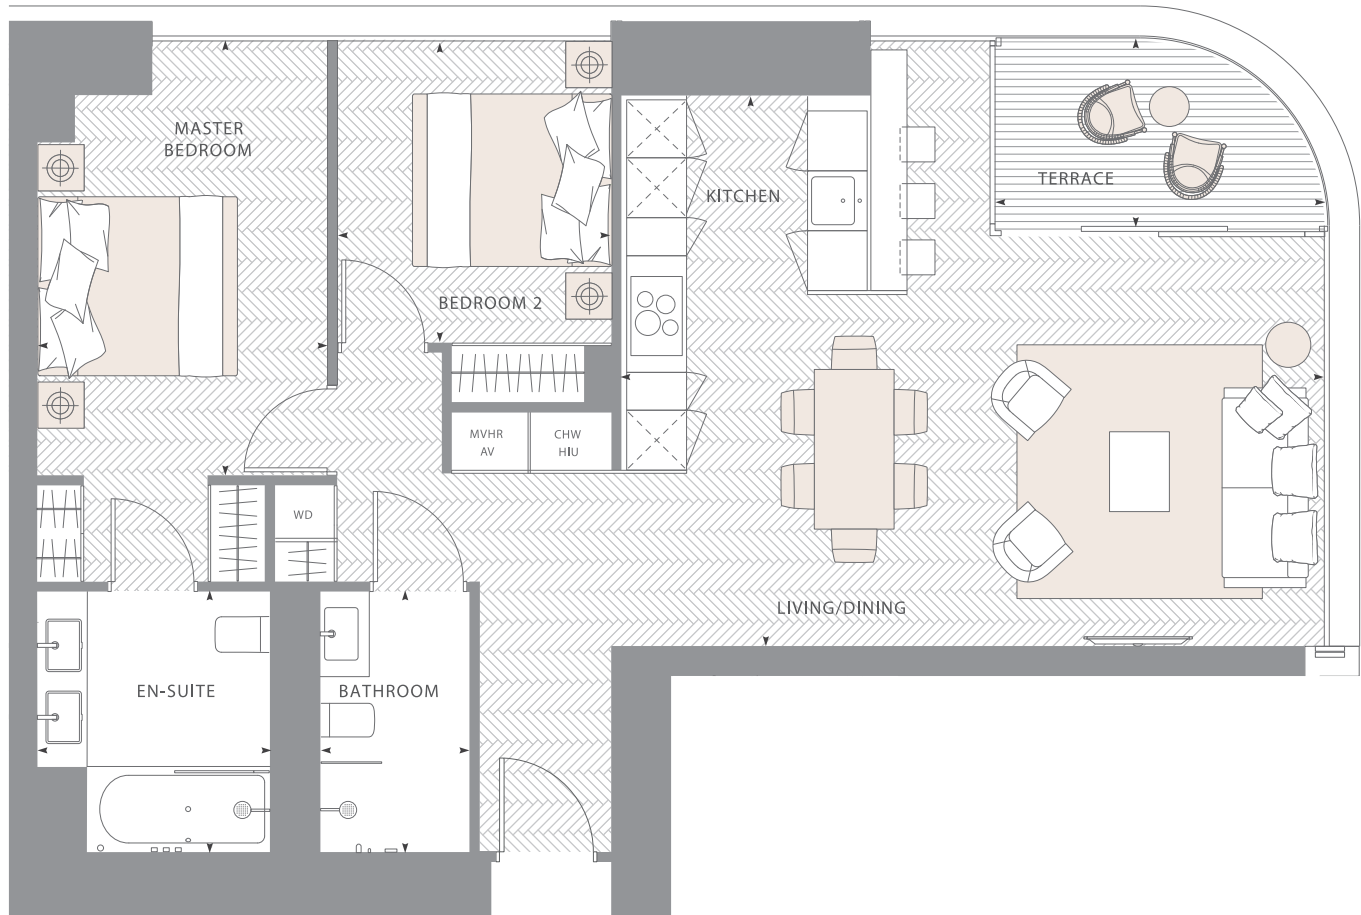 MASTER
BEDROOM
TERRACE
KITCHEN
BEDROOM 2
MVHR
AV
CHW
HIU
WD
LIVING/DINING
EN-SUITE
BATHROOM